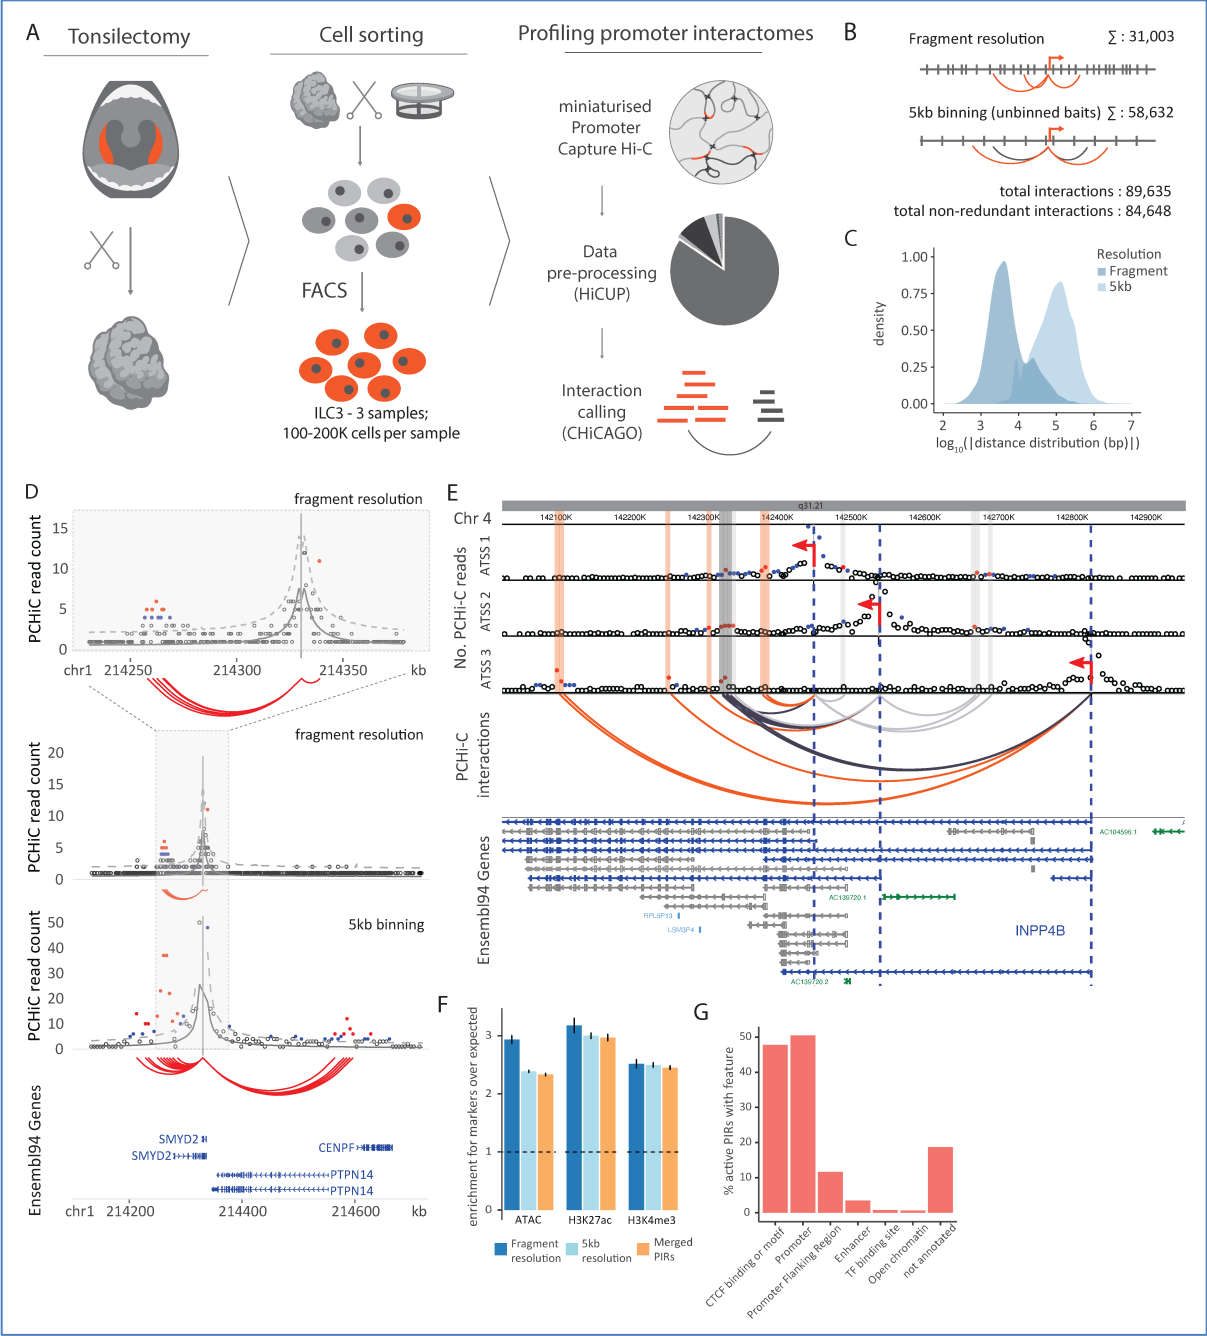 A
Tonsilectomy
Cell sorting
Profiling promoter interactomes
FACS
ILC3 - 3 samples;
100-200K cells per sample
miniaturised
Promoter
Capture Hi-C
Data
pre-processing
(HiCUP)
Interaction
calling
(CHiCAGO)
B
Fragment resolution
∑ : 31,003
5kb binning (unbinned baits) ∑ : 58,632
total interactions : 89,635
total non-redundant interactions : 84,648
C
Resolution
Fragment
5kb
density
1.00
0.75
0.50
0.25
0.00
2 3 4 5 6 7
log10(|distance distribution (bp)|)
D
fragment resolution
PCHiC read count
15
10
5
0
chr1 214250 214300 214350 kb
fragment resolution
PCHiC read count
20
15
10
5
0
5kb binning
PCHiC read count
50
40
30
20
10
0
Ensembl94 Genes
SMYD2
SMYD2
CENPF
PTPN14
PTPN14
chr1 214200 214400 214600 kb
E
q31.21
Chr 4
142100K 142200K 142300K 142400K 142500K 142600K 142700K 142800K 142900K
No. PCHi-C reads
ATSS 1
ATSS 2
ATSS 3
PCHi-C
interactions
Ensembl94 Genes
AC104596.1
AC139720.1
RPL5P13
LSM3P4
INPP4B
AC139720.2
F
enrichment for markers over expected
3
2
1
0
ATAC H3K27ac H3K4me3
Fragment
resolution
5kb
resolution
Merged
PIRs
G
% active PIRs with feature
50
40
30
20
10
0
CTCF binding or motif
Promoter
Promoter Flanking Region
Enhancer
TF binding site
Open chromatin
not annotated